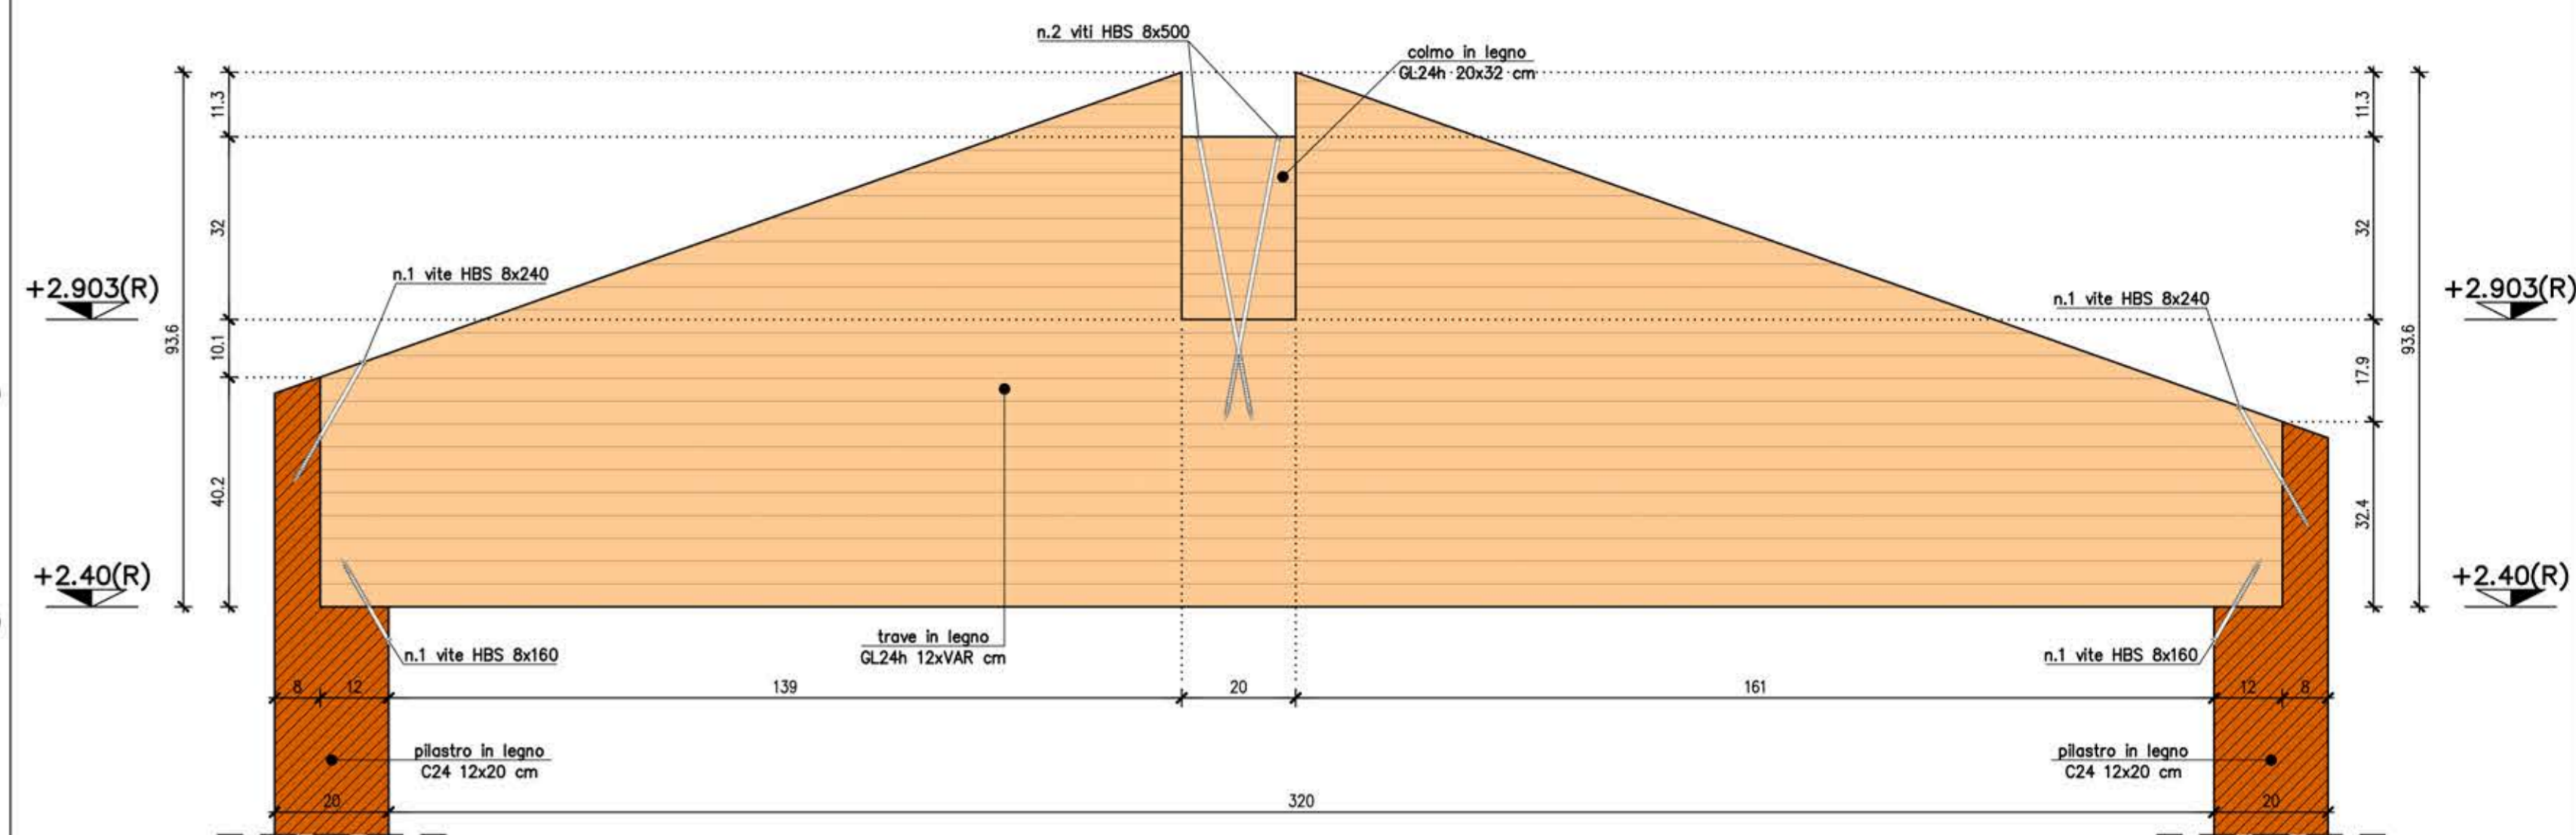 n.2 viti HBS 8x500
colmo in legno
GL24h 20x32 cm
11.3
11.3
32
32
n.1 vite HBS 8x240
+2.903(R)
+2.903(R)
n.1 vite HBS 8x240
93.6
10.1
17.9
93.6
40.2
32.4
+2.40(R)
+2.40(R)
n.1 vite HBS 8x160
trave in legno
GL24h 12xVAR cm
n.1 vite HBS 8x160
8
12
139
20
161
12
8
pilastro in legno
C24 12x20 cm
pilastro in legno
C24 12x20 cm
20
320
20